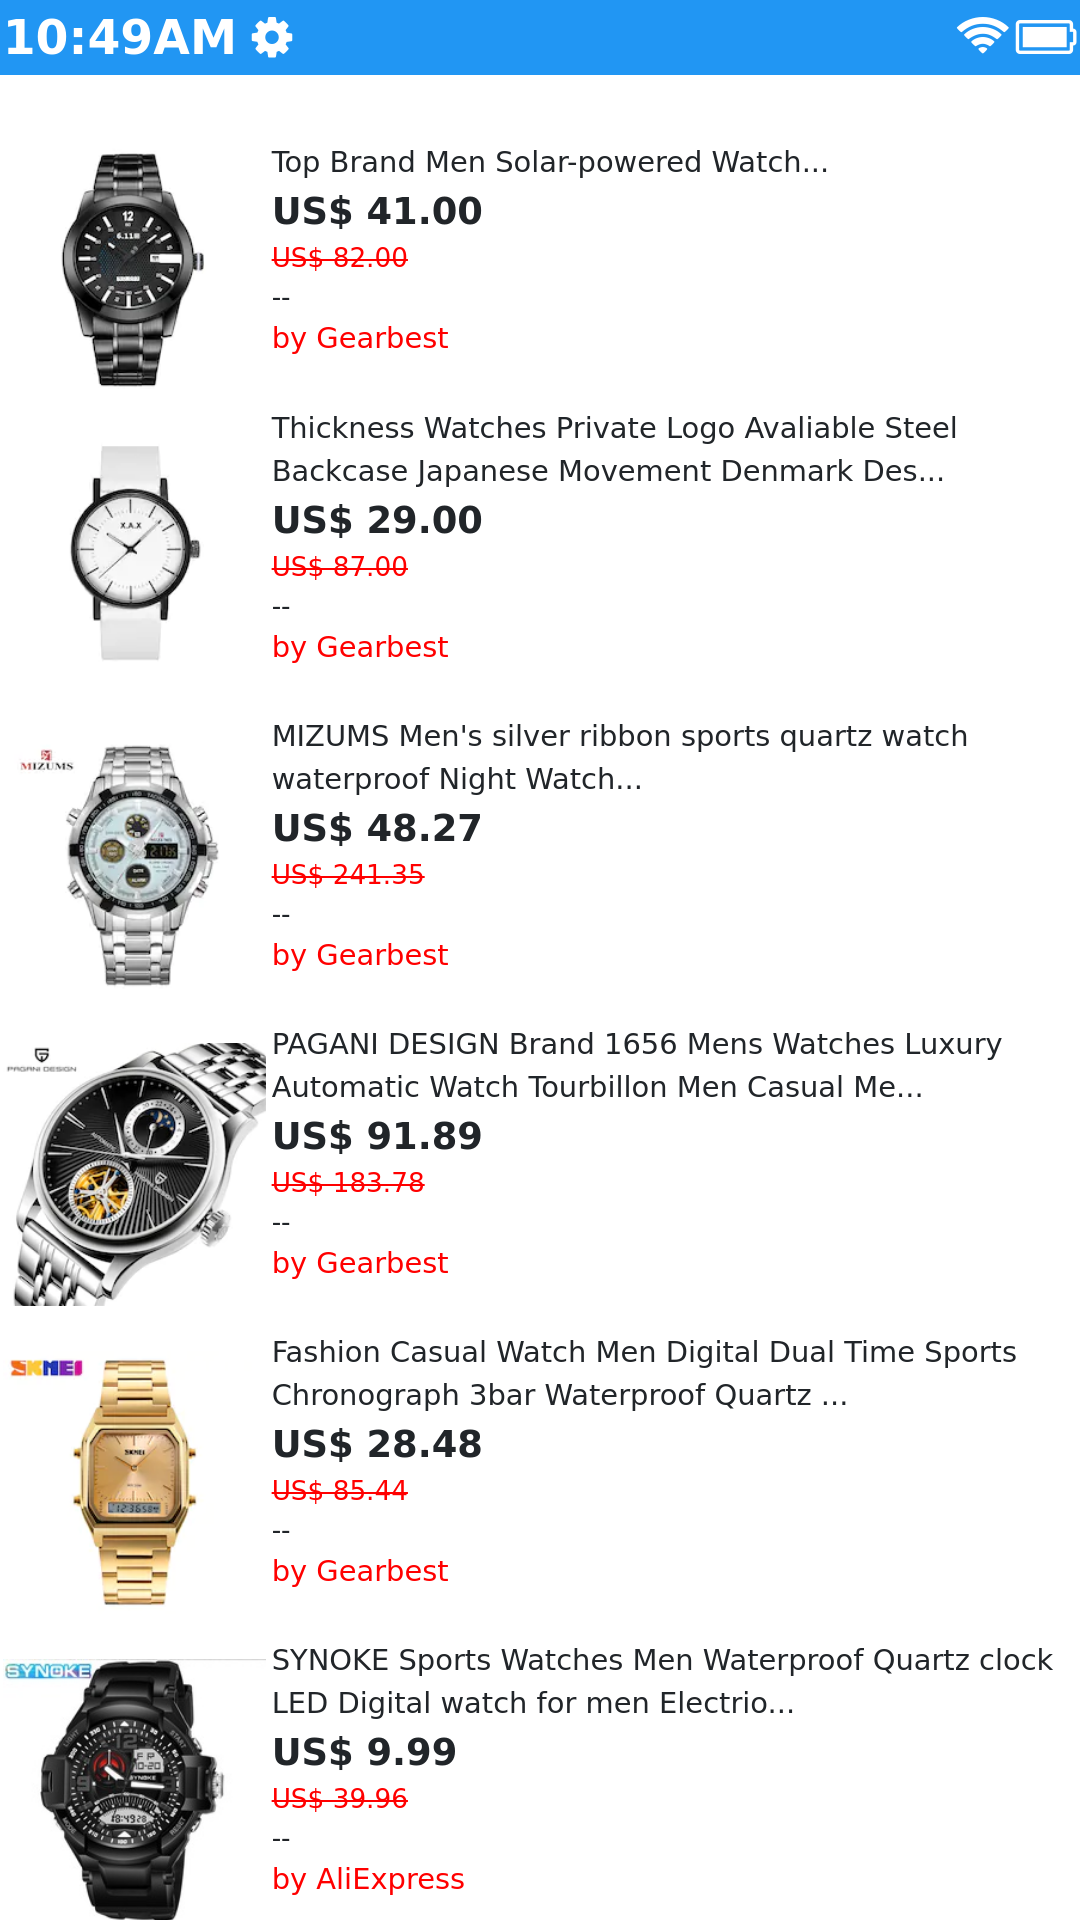 10:49AM
Top Brand Men Solar-powered Watch...
US$ 41.00
US$ 82.00
--
by Gearbest
Thickness Watches Private Logo Avaliable Steel
Backcase Japanese Movement Denmark Des...
US$ 29.00
US$ 87.00
--
by Gearbest
X.A.X
MIZUMS Men's silver ribbon sports quartz watch
waterproof Night Watch...
US$ 48.27
US$ 241.35
--
by Gearbest
MIZUMS
PAGANI DESIGN Brand 1656 Mens Watches Luxury
Automatic Watch Tourbillon Men Casual Me...
US$ 91.89
US$ 183.78
--
by Gearbest
PAGANI DESIGN
Fashion Casual Watch Men Digital Dual Time Sports
Chronograph 3bar Waterproof Quartz ...
US$ 28.48
US$ 85.44
--
by Gearbest
SKMEI
SKMEI
SYNOKE Sports Watches Men Waterproof Quartz clock
LED Digital watch for men Electrio...
US$ 9.99
US$ 39.96
--
by AliExpress
SYNOKE
SYNOKE